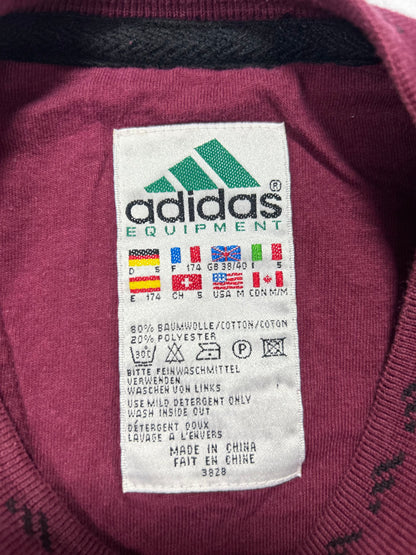 adidas ®
EQUIPMENT
D 5 F 174 GB 38/40 I 5
E 174 CH 5 USA M CDN M/M
80% BAUMWOLLE/COTTON/COTON
20% POLYESTER
30C P
BITTE FEINWASCHMITTEL
VERWENDEN
WASCHEN VON LINKS
USE MILD DETERGENT ONLY
WASH INSIDE OUT
DÉTERGENT DOUX
LAVAGE A L'ENVERS
MADE IN CHINA
FAIT EN CHINE
3828